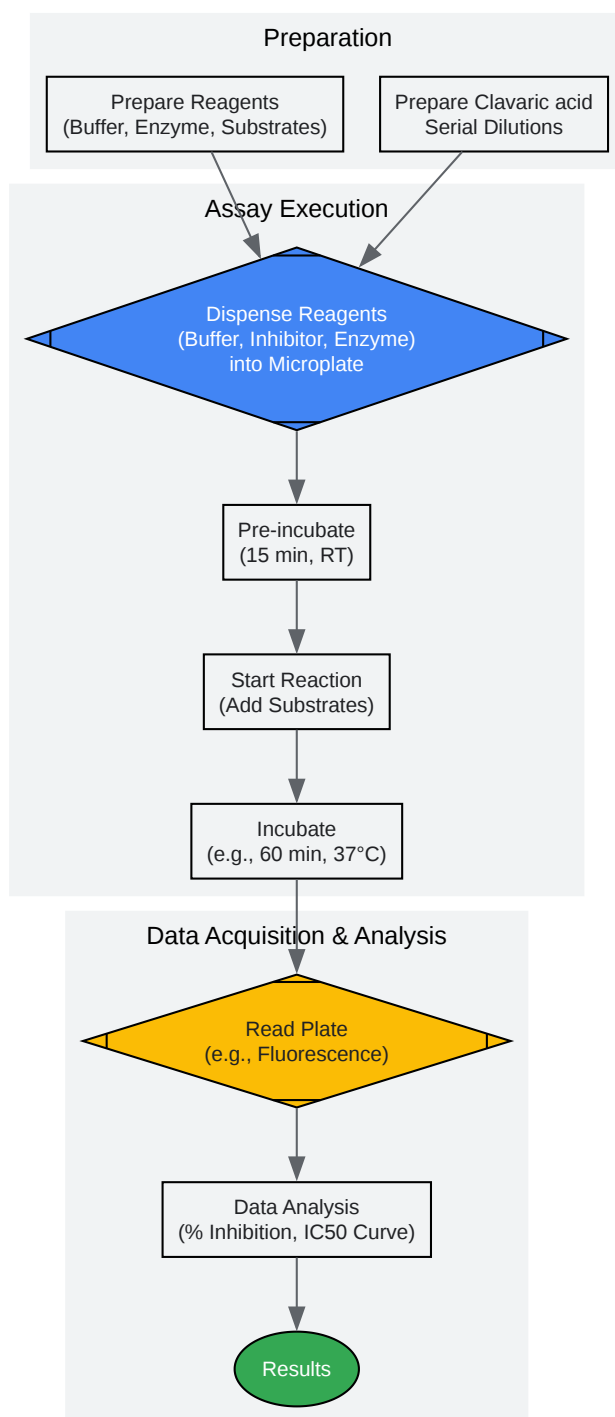 Preparation
Prepare Reagents
(Buffer, Enzyme, Substrates)
Prepare Clavaric acid
Serial Dilutions
Assay Execution
Dispense Reagents
(Buffer, Inhibitor, Enzyme)
into Microplate
Pre-incubate
(15 min, RT)
Start Reaction
(Add Substrates)
Incubate
(e.g., 60 min, 37°C)
Data Acquisition & Analysis
Read Plate
(e.g., Fluorescence)
Data Analysis
(% Inhibition, IC50 Curve)
Results